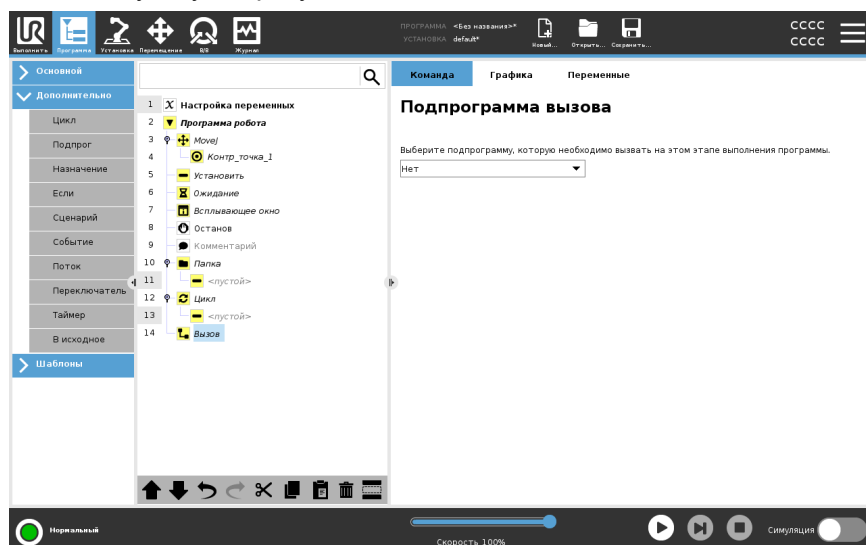 UR
ПРОГРАММА <Без названия>*
УСТАНОВКА default*
Выполнить
Программа
Установка
Перемещение
В/В
Журнал
Новый...
Открыть...
Сохранить...
CCCC
CCCC
Основной
Дополнительно
Цикл
Подпрог
Назначение
Если
Сценарий
Событие
Поток
Переключатель
Таймер
В исходное
Шаблоны
1 X Настройка переменных
2 Программа робота
3 MoveJ
4 Контр_точка_1
5 Установить
6 Ожидание
7 Всплывающее окно
8 Останов
9 Комментарий
10 Папка
11 <пустой>
12 Цикл
13 <пустой>
14 Вызов
Команда
Графика
Переменные
Подпрограмма вызова
Выберите подпрограмму, которую необходимо вызвать на этом этапе выполнения программы.
Нет
Нормальный
Скорость 100%
Симуляция